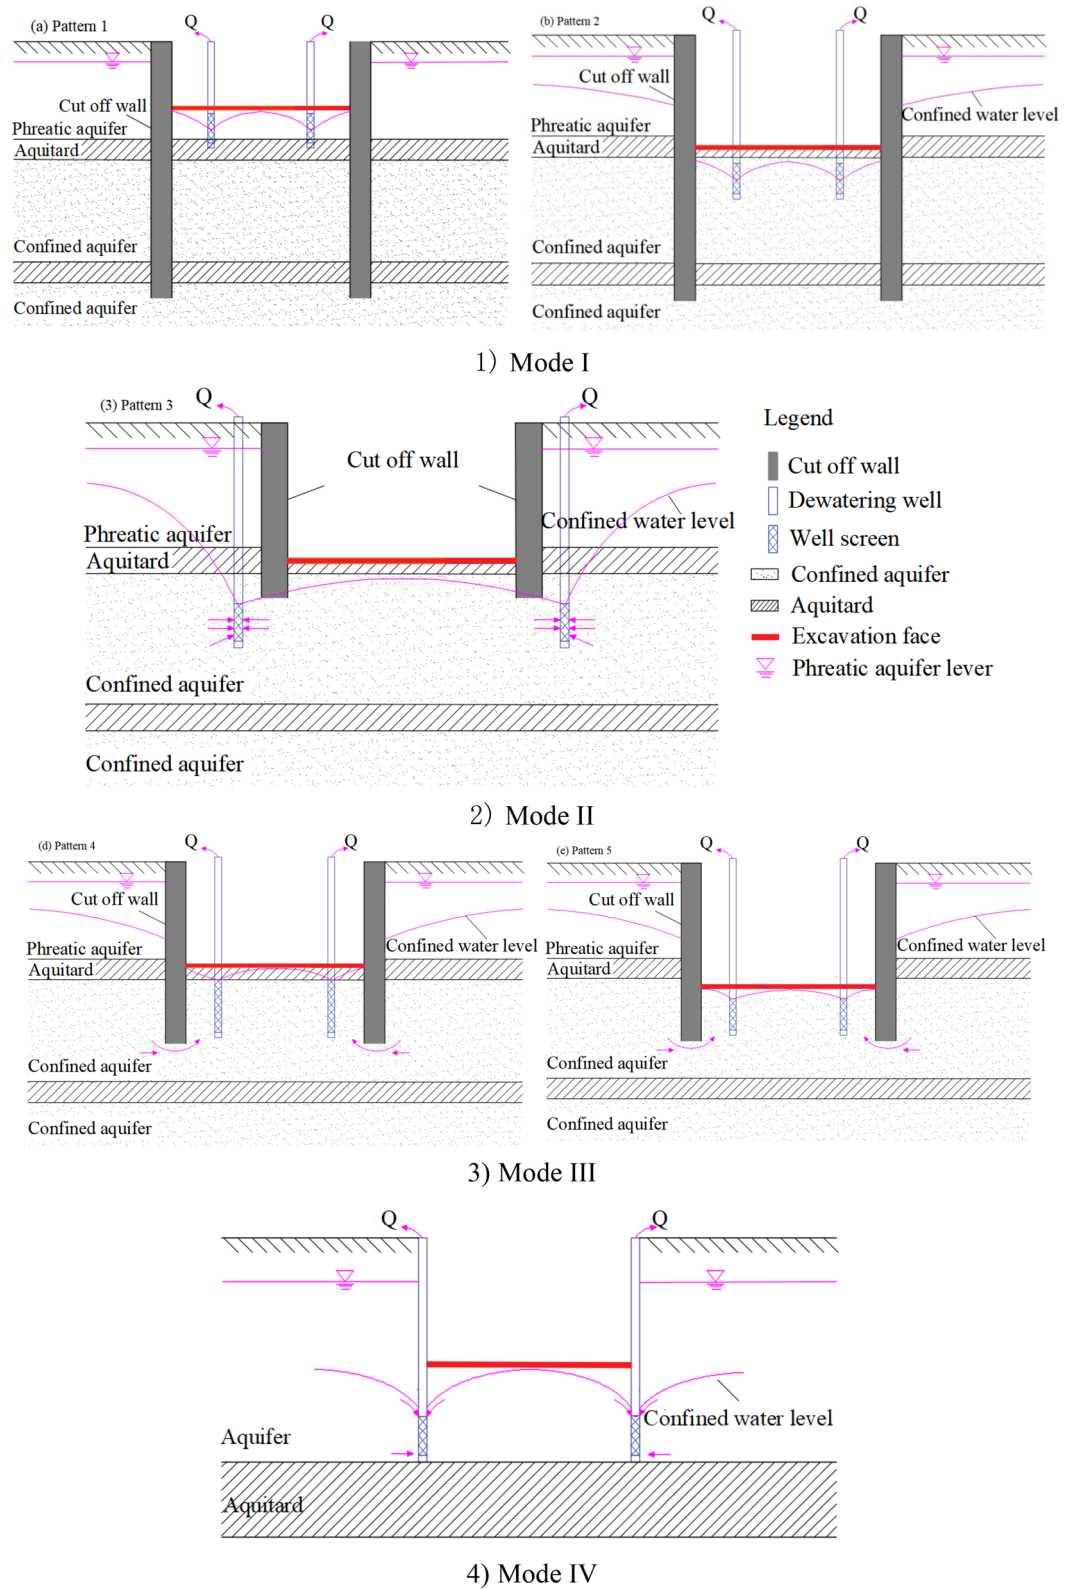 (a) Pattern 1
Q
Q
Cut off wall
Phreatic aquifer
Aquitard
Confined aquifer
Confined aquifer
(b) Pattern 2
Q
Q
Cut off wall
Confined water level
Phreatic aquifer
Aquitard
Confined aquifer
Confined aquifer
1) Mode I
(3) Pattern 3
Q
Q
Cut off wall
Confined water level
Phreatic aquifer
Aquitard
Confined aquifer
Confined aquifer
Legend
Cut off wall
Dewatering well
Well screen
Confined aquifer
Aquitard
Excavation face
Phreatic aquifer lever
2) Mode II
(d) Pattern 4
Q
Q
Cut off wall
Confined water level
Phreatic aquifer
Aquitard
Confined aquifer
Confined aquifer
(e) Pattern 5
Q
Q
Cut off wall
Confined water level
Phreatic aquifer
Aquitard
Confined aquifer
Confined aquifer
3) Mode III
Q
Q
Confined water level
Aquifer
Aquitard
4) Mode IV